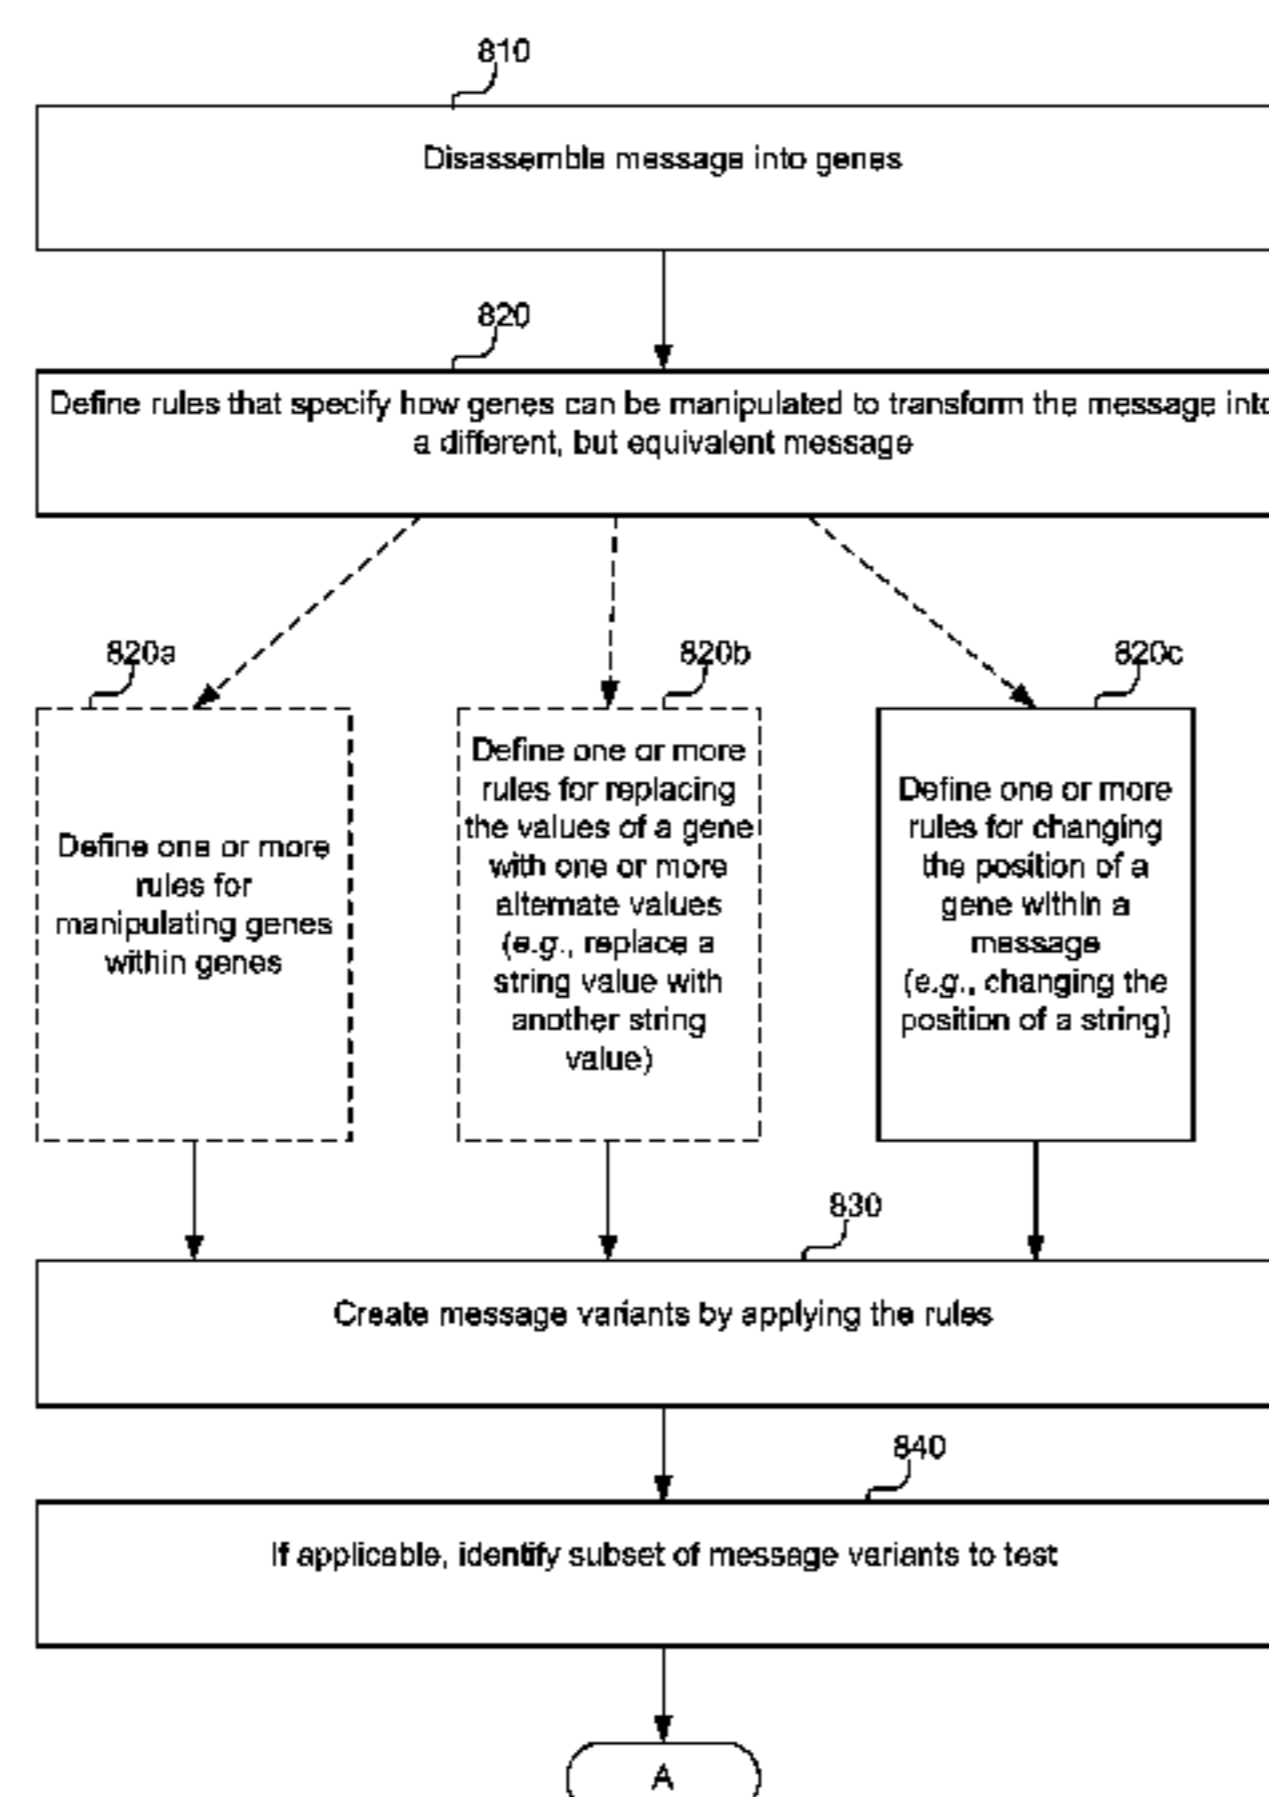 810
Disassemble message into genes
820
Define rules that specify how genes can be manipulated to transform the message into
a different, but equivalent message
820a
Define one or more
rules for
manipulating genes
within genes
820b
Define one or more
rules for replacing
the values of a gene
with one or more
alternate values
(e.g., replace a
string value with
another string
value)
820c
Define one or more
rules for changing
the position of a
gene within a
message
(e.g., changing the
position of a string)
830
Create message variants by applying the rules
840
If applicable, identify subset of message variants to test
A